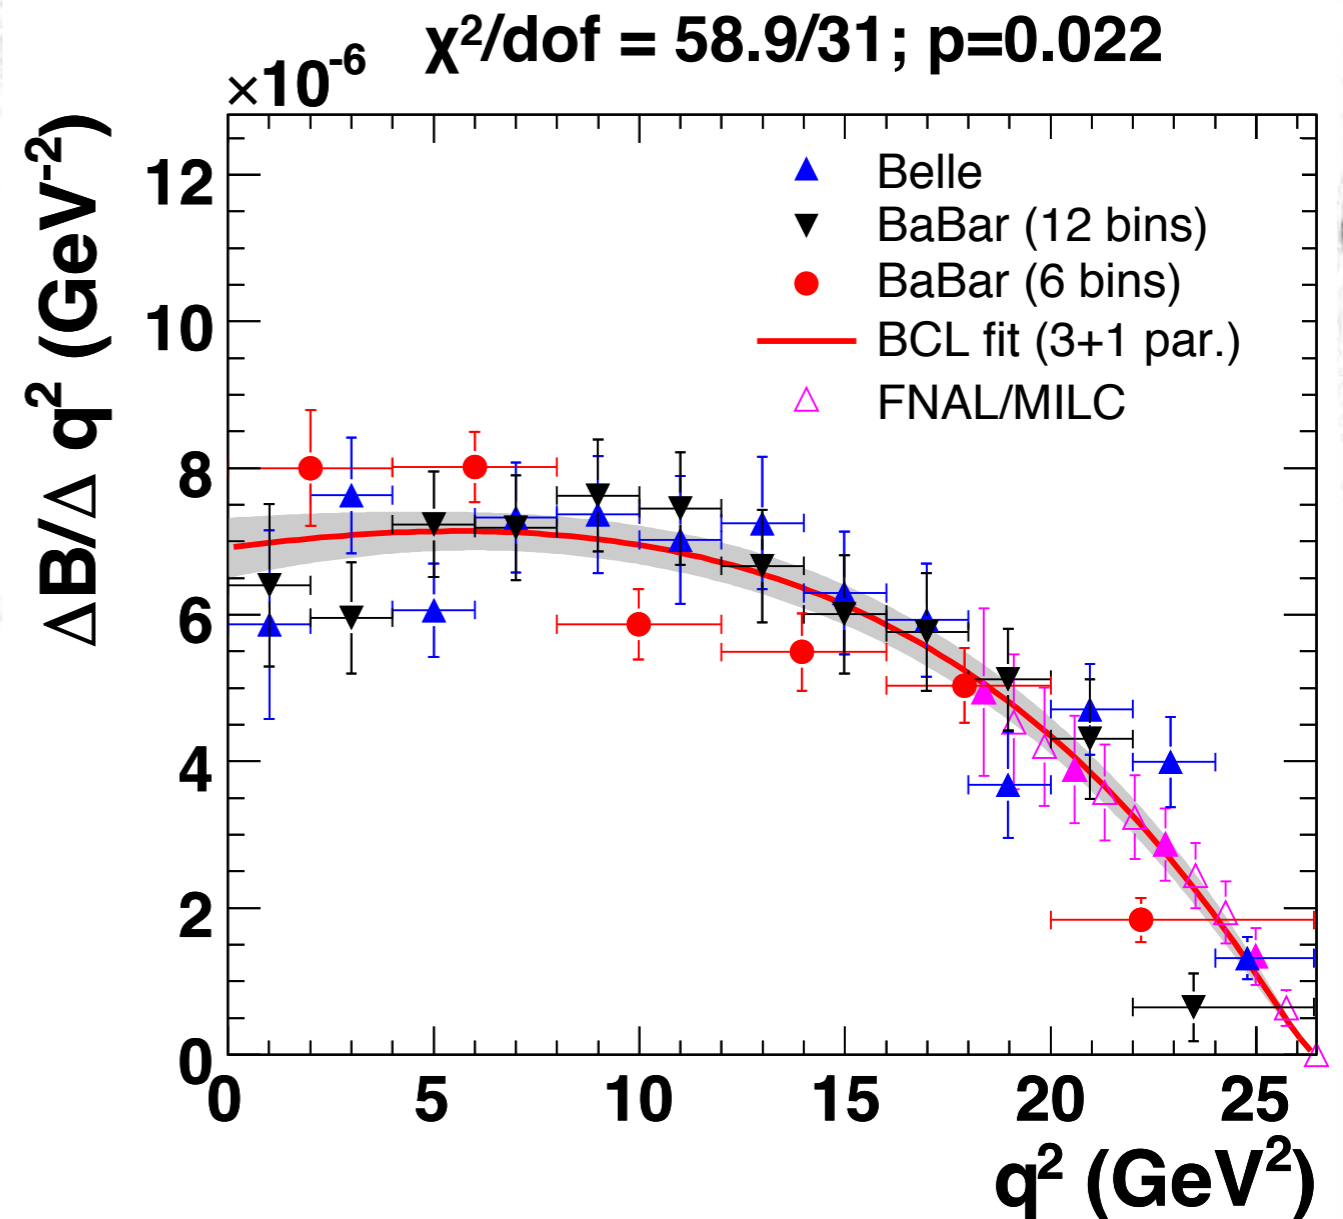 χ²/dof = 58.9/31; p=0.022
×10⁻⁶
ΔB/Δ q² (GeV⁻²)
12
10
8
6
4
2
0
Belle
BaBar (12 bins)
BaBar (6 bins)
BCL fit (3+1 par.)
FNAL/MILC
0 5 10 15 20 25
q² (GeV²)